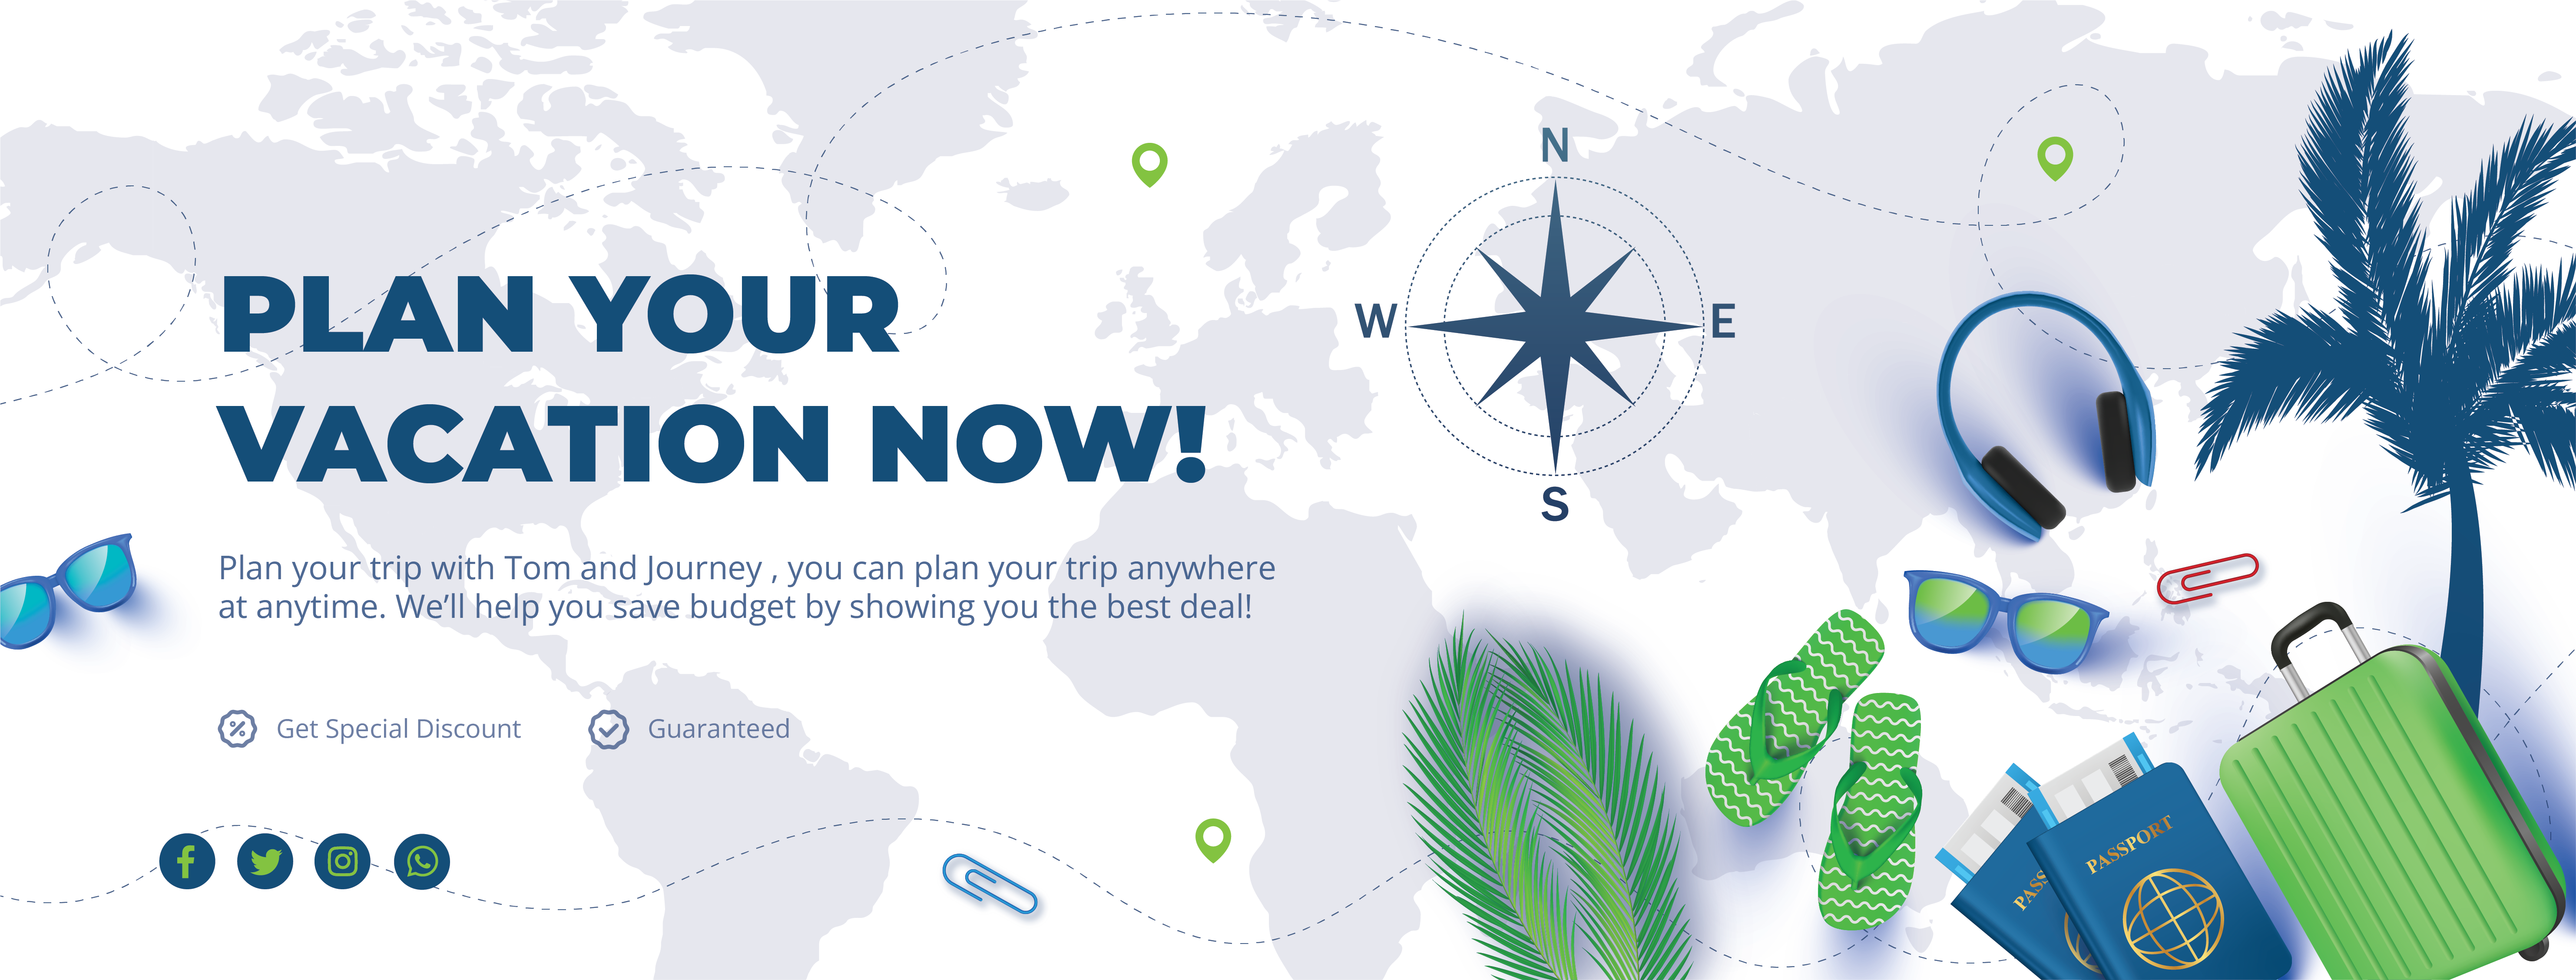 PLAN YOUR
VACATION NOW!
Plan your trip with Tom and Journey , you can plan your trip anywhere
at anytime. We’ll help you save budget by showing you the best deal!
Get Special Discount
Guaranteed
N
W
E
S
PASS
PASSPORT